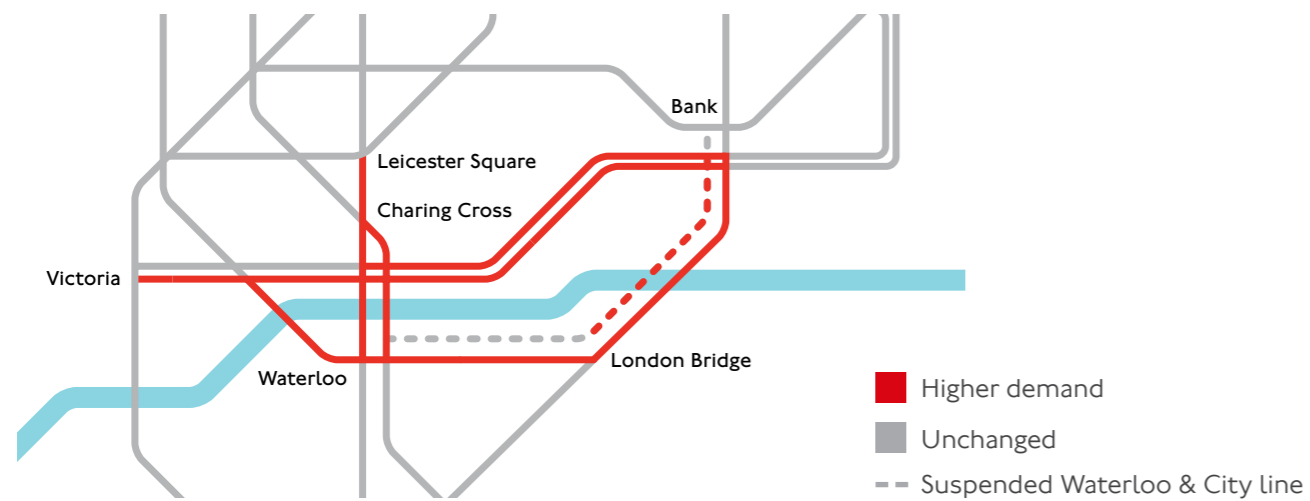 Bank
Leicester Square
Charing Cross
Victoria
Waterloo
London Bridge
Higher demand
Unchanged
Suspended Waterloo & City line